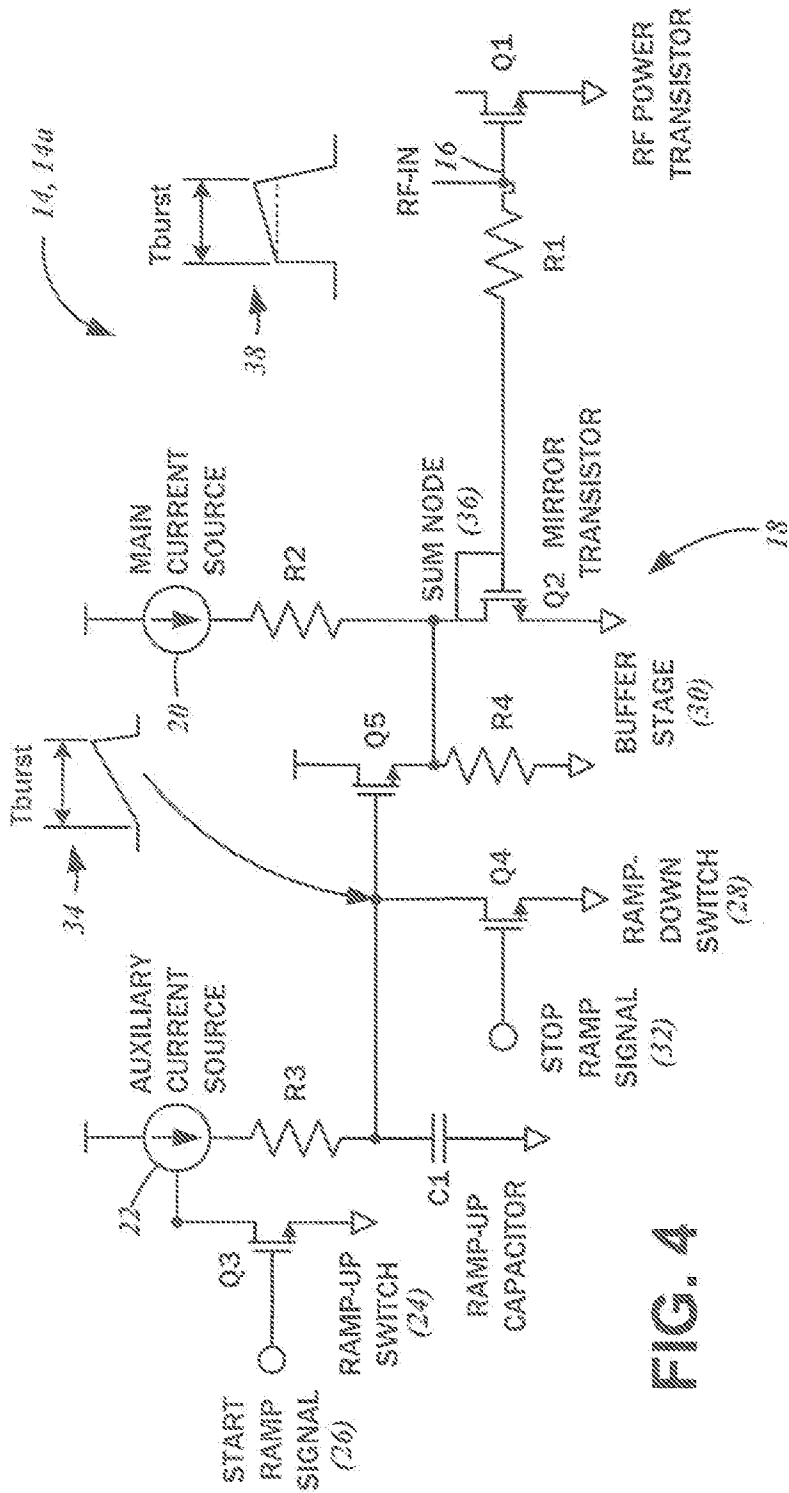 14, 14a
Tburst
34
Tburst
38
AUXILIARY
CURRENT
SOURCE
22
MAIN
CURRENT
SOURCE
20
R3
R2
Q3
START
RAMP
SIGNAL
(26)
RAMP-UP
SWITCH
(24)
C1
RAMP-UP
CAPACITOR
Q5
Q4
STOP
RAMP
SIGNAL
(32)
RAMP-
DOWN
SWITCH
(28)
R4
BUFFER
STAGE
(30)
SUM NODE
(36)
Q2 MIRROR
TRANSISTOR
18
R1
RF-IN
16
Q1
RF POWER
TRANSISTOR
FIG. 4